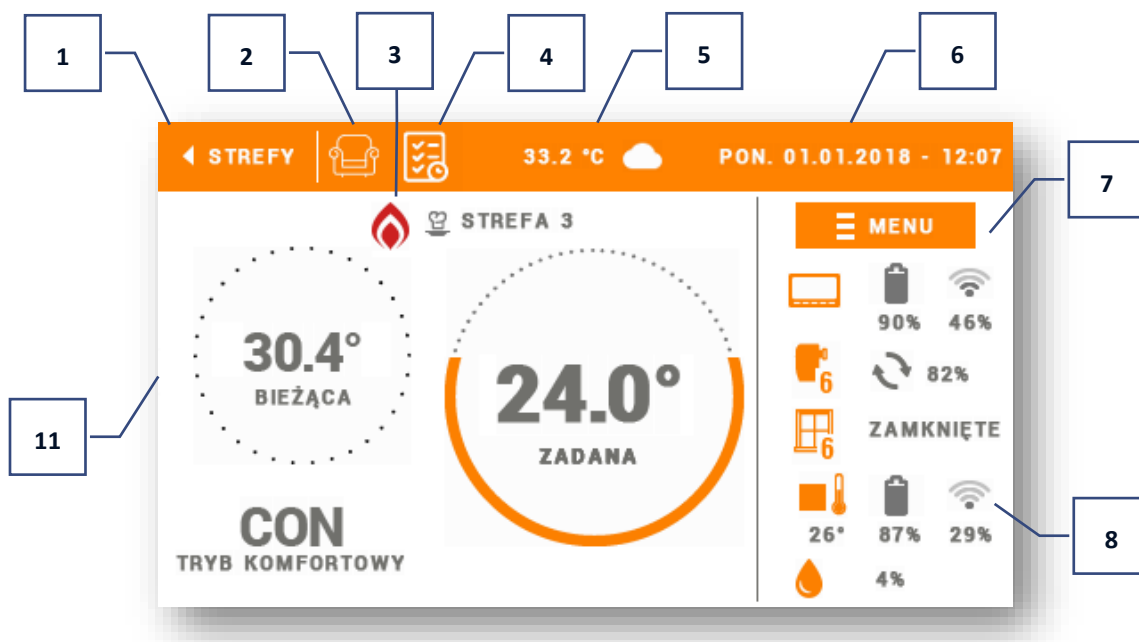 1
2
3
4
5
6
STREFY
33.2 °C
PON. 01.01.2018 - 12:07
7
STREFA 3
MENU
90% 46%
30.4°
BIEŻĄCA
24.0°
ZADANA
6 82%
6 ZAMKNIĘTE
11
CON
TRYB KOMFORTOWY
26° 87% 29%
8
4%